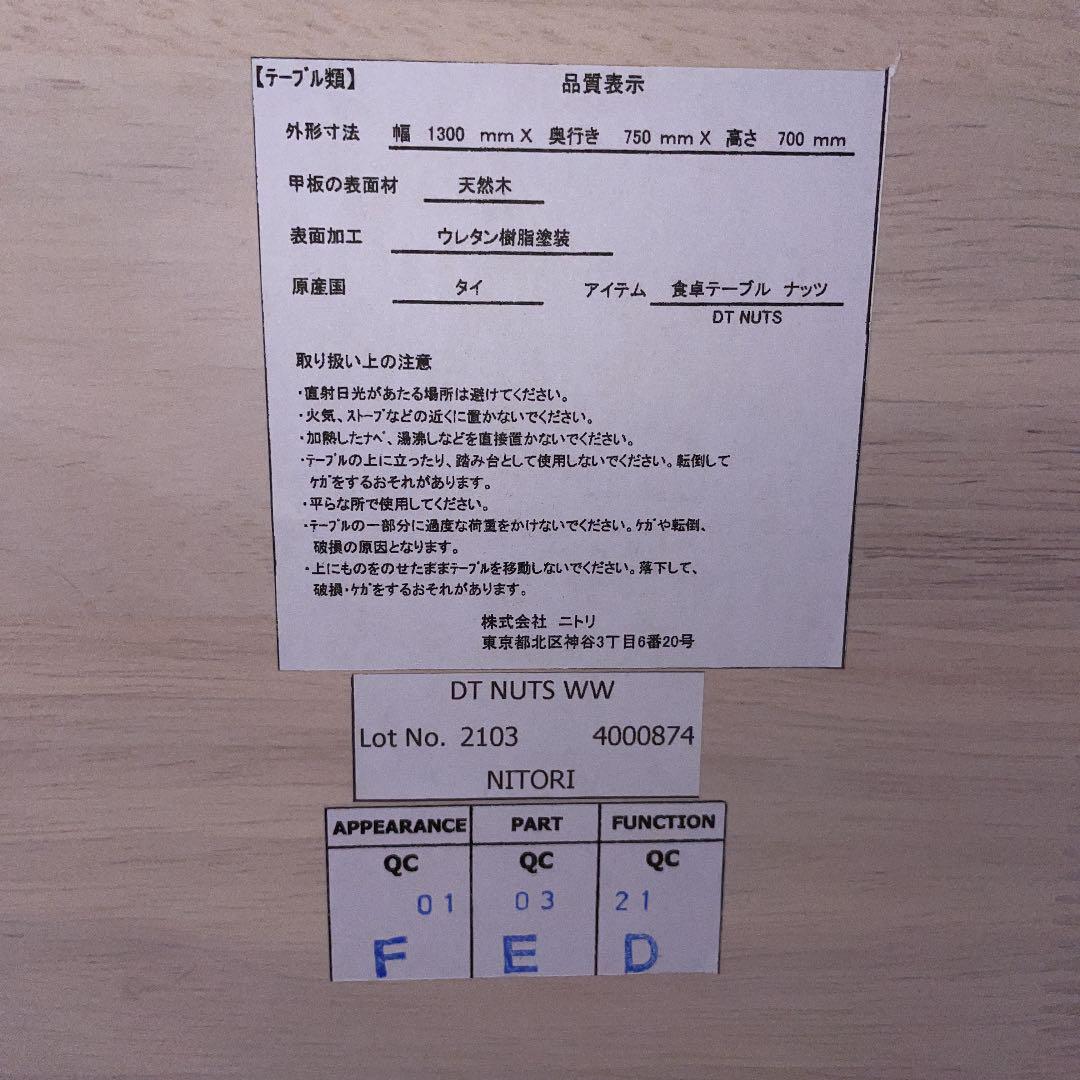 【ﾃｰﾌﾞﾙ類】 品質表示
外形寸法 幅 1300 mm X 奥行き 750 mm X 高さ 700 mm
甲板の表面材 天然木
表面加工 ウレタン樹脂塗装
原産国 タイ アイテム 食卓テーブル ナッツ
DT NUTS
取り扱い上の注意
・直射日光があたる場所は避けてください。
・火気、ｽﾄｰﾌﾞなどの近くに置かないでください。
・加熱したﾅﾍﾞ、湯沸しなどを直接置かないでください。
・ﾃｰﾌﾞﾙの上に立ったり、踏み台として使用しないでください。転倒して
ｹｶﾞをするおそれがあります。
・平らな所で使用してください。
・ﾃｰﾌﾞﾙの一部分に過度な荷重をかけないでください。ｹｶﾞや転倒、
破損の原因となります。
・上にものをのせたままﾃｰﾌﾞﾙを移動しないでください。落下して、
破損・ｹｶﾞをするおそれがあります。
株式会社 ニトリ
東京都北区神谷3丁目6番20号
DT NUTS WW
Lot No. 2103 4000874
NITORI
APPEARANCE PART FUNCTION
QC QC QC
01 03 21
F E D